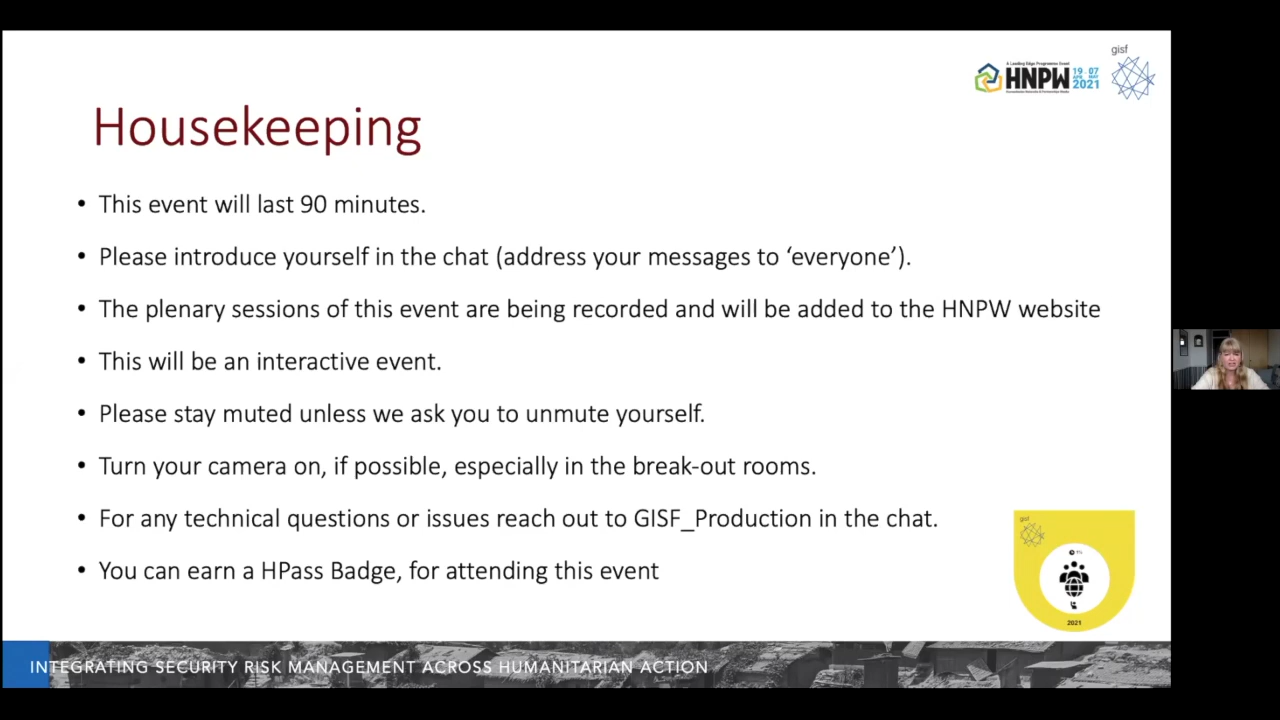 gisf
A Leading Edge Programme Event
HNPW
19 07
2021
Housekeeping
• This event will last 90 minutes.
• Please introduce yourself in the chat (address your messages to ‘everyone’).
• The plenary sessions of this event are being recorded and will be added to the HNPW website
• This will be an interactive event.
• Please stay muted unless we ask you to unmute yourself.
• Turn your camera on, if possible, especially in the break-out rooms.
• For any technical questions or issues reach out to GISF_Production in the chat.
• You can earn a HPass Badge, for attending this event
gisf
2021
INTEGRATING SECURITY RISK MANAGEMENT ACROSS HUMANITARIAN ACTION